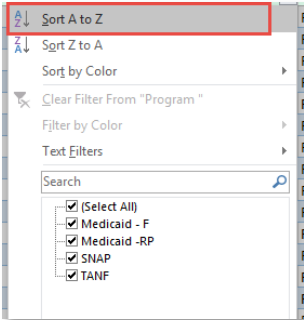 Sort A to Z
Sort Z to A
Sort by Color
Clear Filter From "Program "
Filter by Color
Text Filters
Search
(Select All)
Medicaid - F
Medicaid -RP
SNAP
TANF